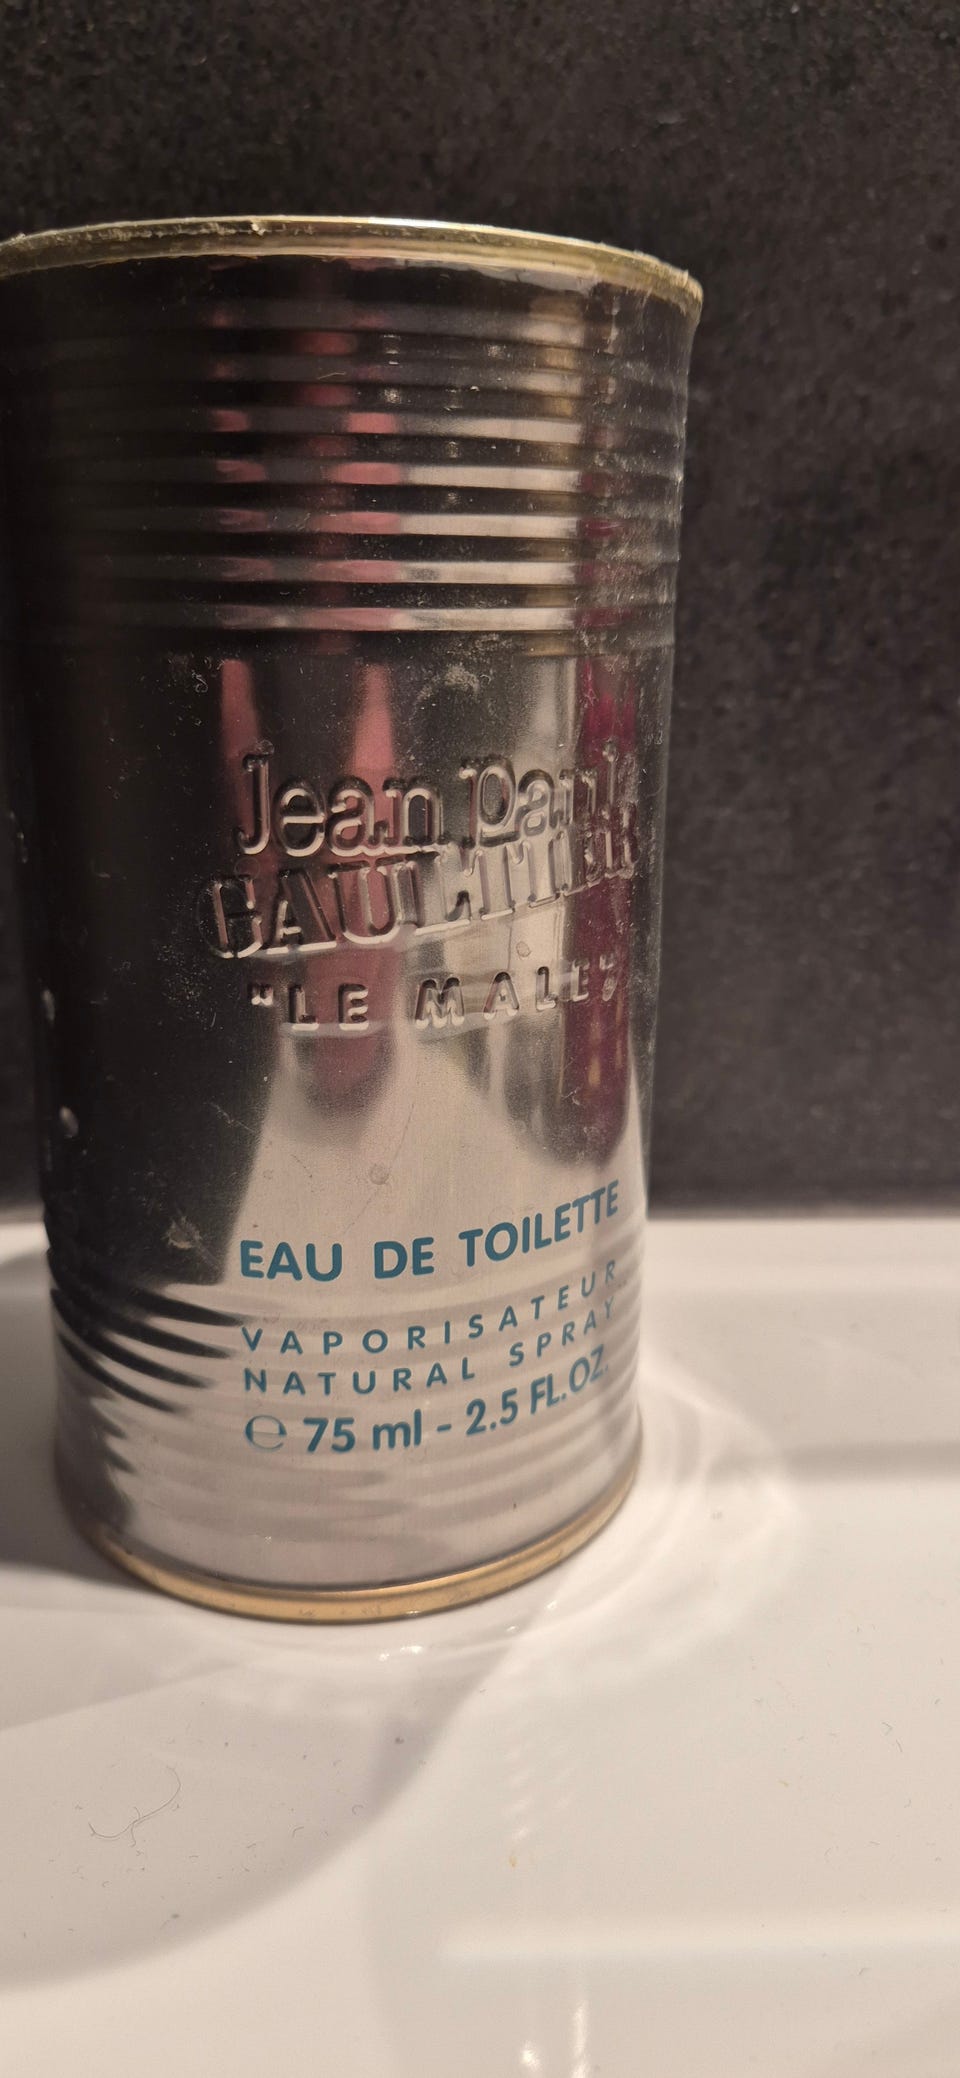 Jean Paul
GAULTIER
"LE MALE"
EAU DE TOILETTE
VAPORISATEUR
NATURAL SPRAY
℮ 75 ml - 2.5 FL.OZ.